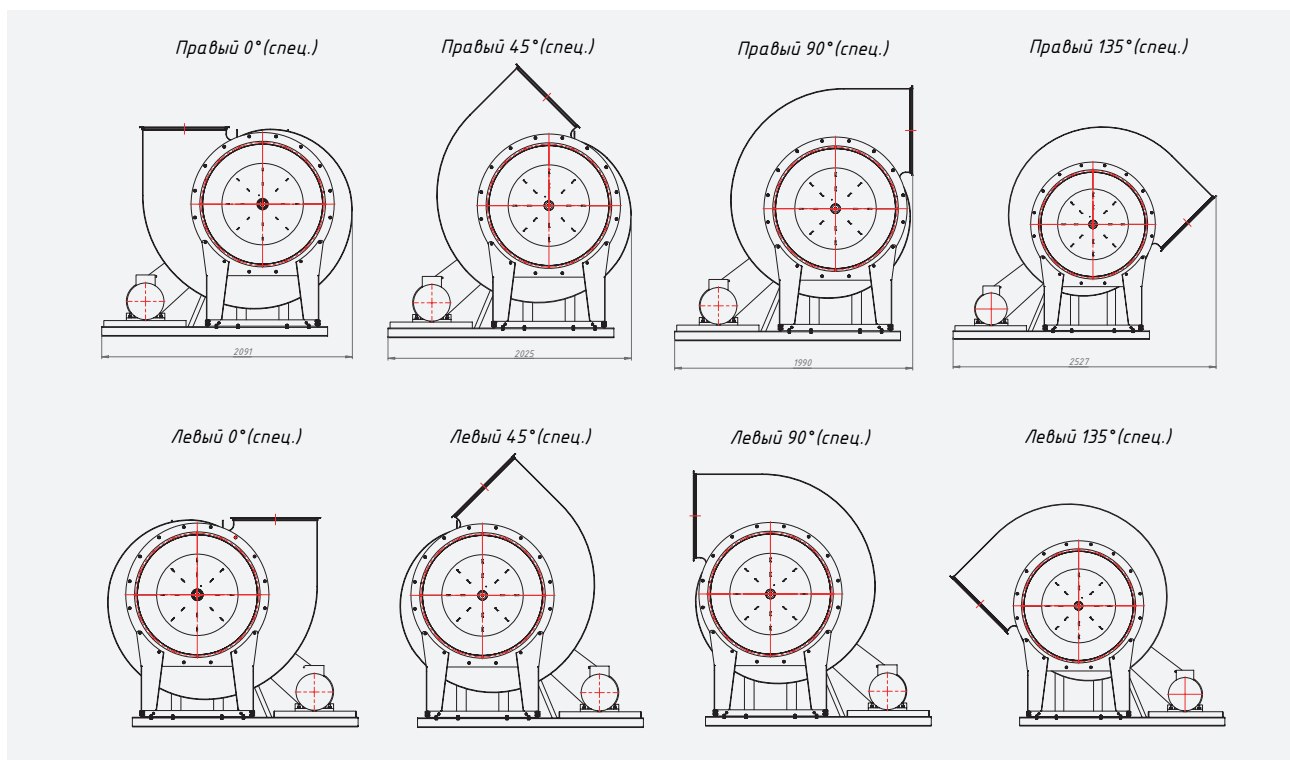 Правый 0°(спец.)
Правый 45°(спец.)
Правый 90°(спец.)
Правый 135°(спец.)
2091
2025
1990
2527
Левый 0°(спец.)
Левый 45°(спец.)
Левый 90°(спец.)
Левый 135°(спец.)